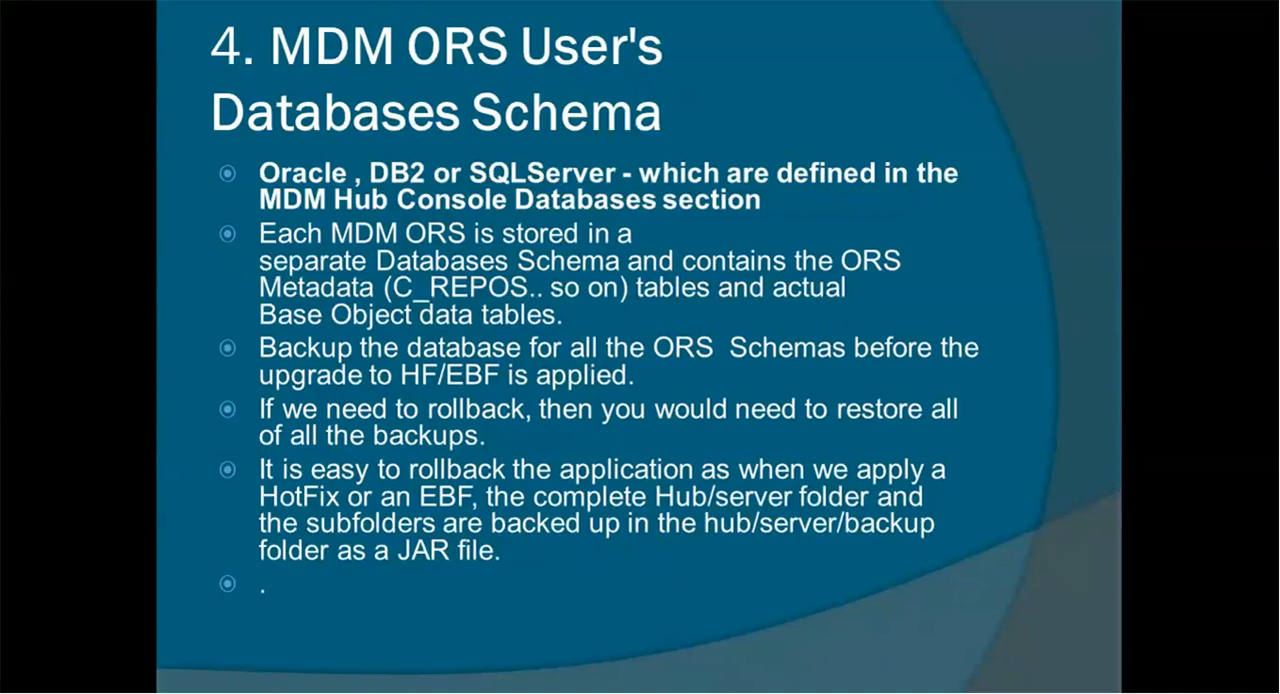 4. MDM ORS User's
Databases Schema
Oracle , DB2 or SQLServer - which are defined in the
MDM Hub Console Databases section
Each MDM ORS is stored in a
separate Databases Schema and contains the ORS
Metadata (C_REPOS.. so on) tables and actual
Base Object data tables.
Backup the database for all the ORS  Schemas before the
upgrade to HF/EBF is applied.
If we need to rollback, then you would need to restore all
of all the backups.
It is easy to rollback the application as when we apply a
HotFix or an EBF, the complete Hub/server folder and
the subfolders are backed up in the hub/server/backup
folder as a JAR file.
.